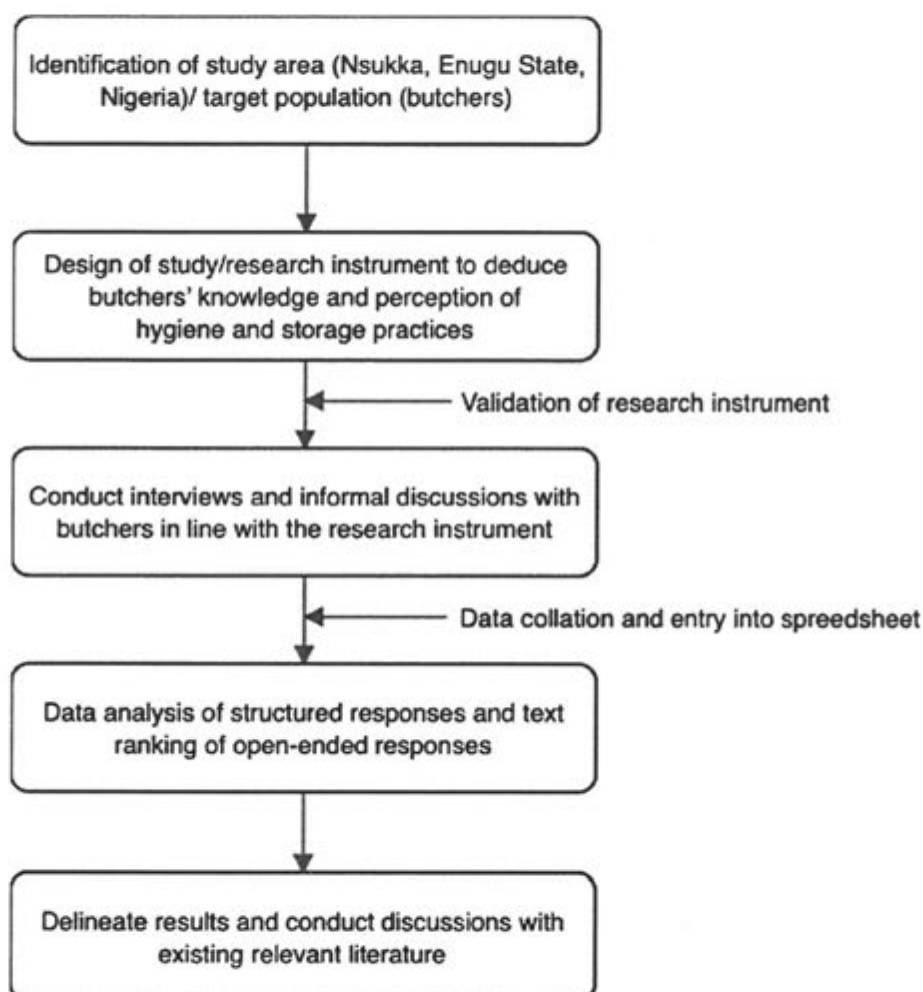 Identification of study area (Nsukka, Enugu State,
Nigeria)/ target population (butchers)
Design of study/research instrument to deduce
butchers' knowledge and perception of
hygiene and storage practices
Validation of research instrument
Conduct interviews and informal discussions with
butchers in line with the research instrument
Data collation and entry into spreedsheet
Data analysis of structured responses and text
ranking of open-ended responses
Delineate results and conduct discussions with
existing relevant literature